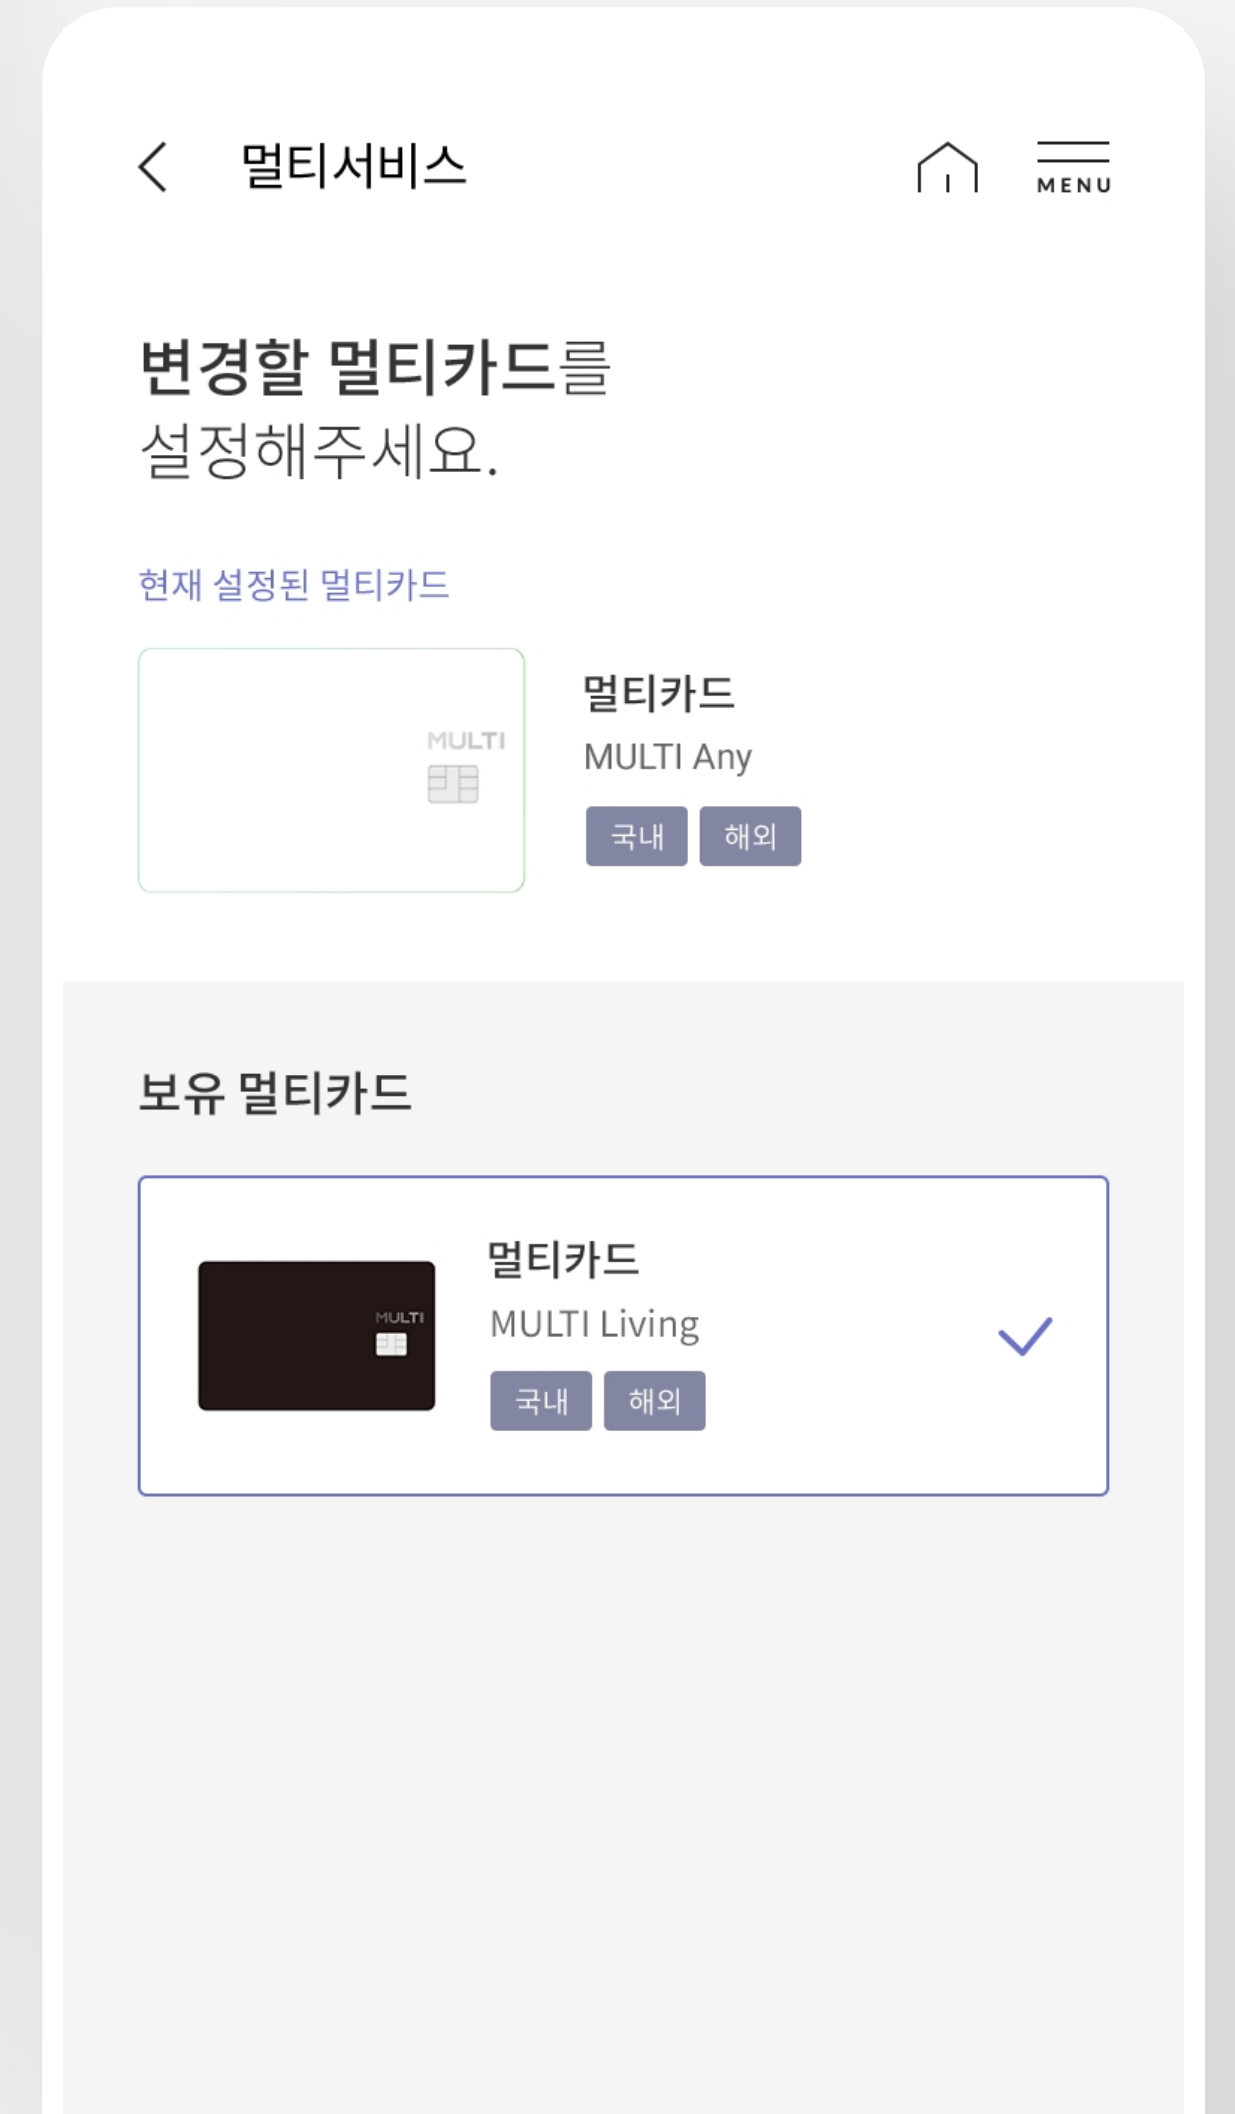 멀티서비스
MENU
변경할 멀티카드를
설정해주세요.
현재 설정된 멀티카드
MULTI
멀티카드
MULTI Any
국내 해외
보유 멀티카드
MULTI
멀티카드
MULTI Living
국내 해외